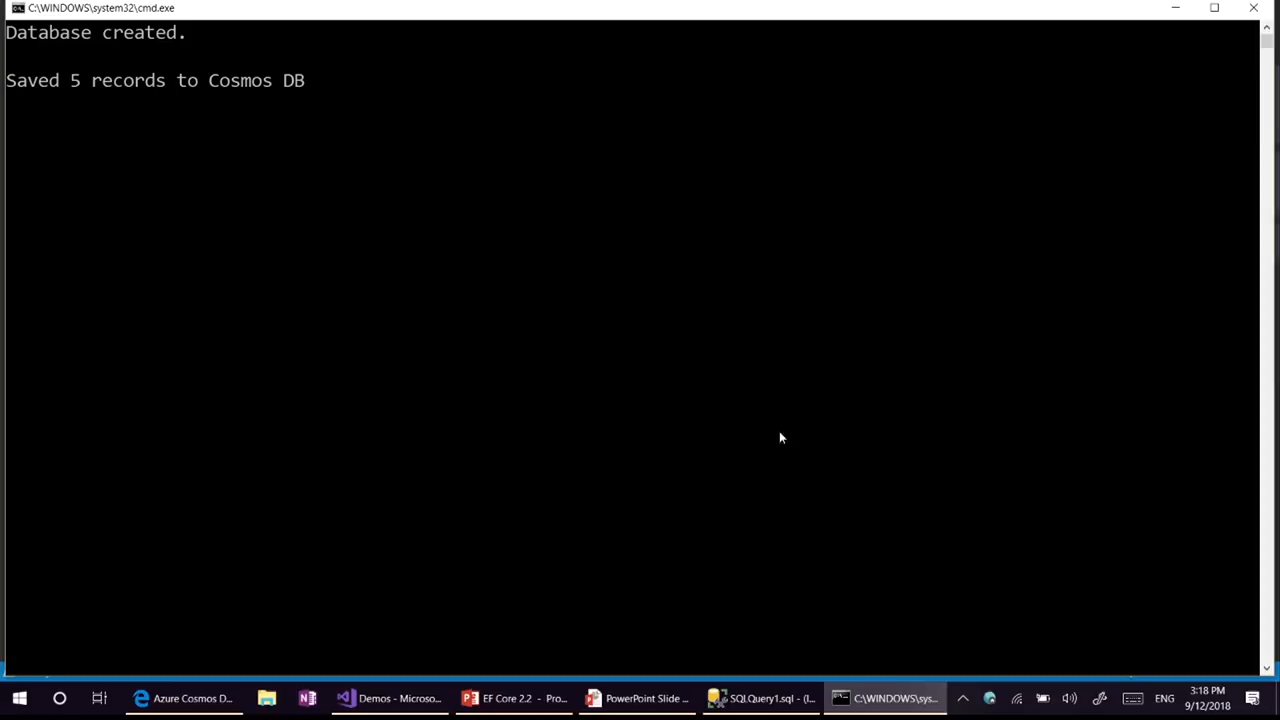 C:\WINDOWS\system32\cmd.exe
Database created.
Saved 5 records to Cosmos DB
Azure Cosmos D...
Demos - Microso...
EF Core 2.2 - Pro...
PowerPoint Slide ...
SQLQuery1.sql - (l...
C:\WINDOWS\sys...
ENG
3:18 PM
9/12/2018